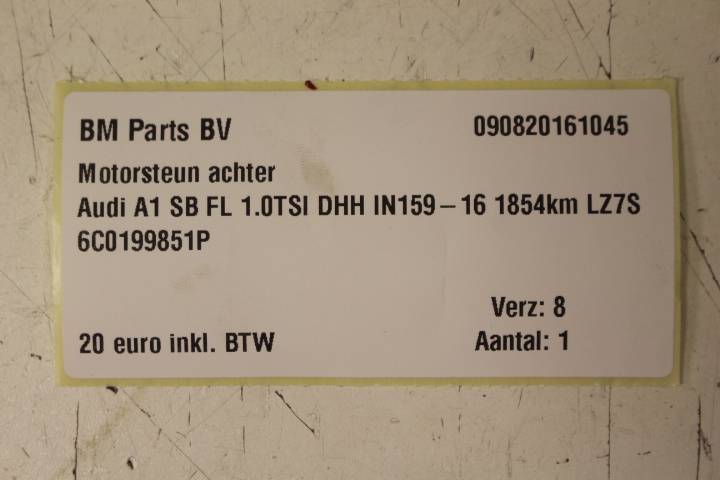 BM Parts BV 090820161045
Motorsteun achter
Audi A1 SB FL 1.0TSI DHH IN159-16 1854km LZ7S
6C0199851P
Verz: 8
20 euro inkl. BTW Aantal: 1